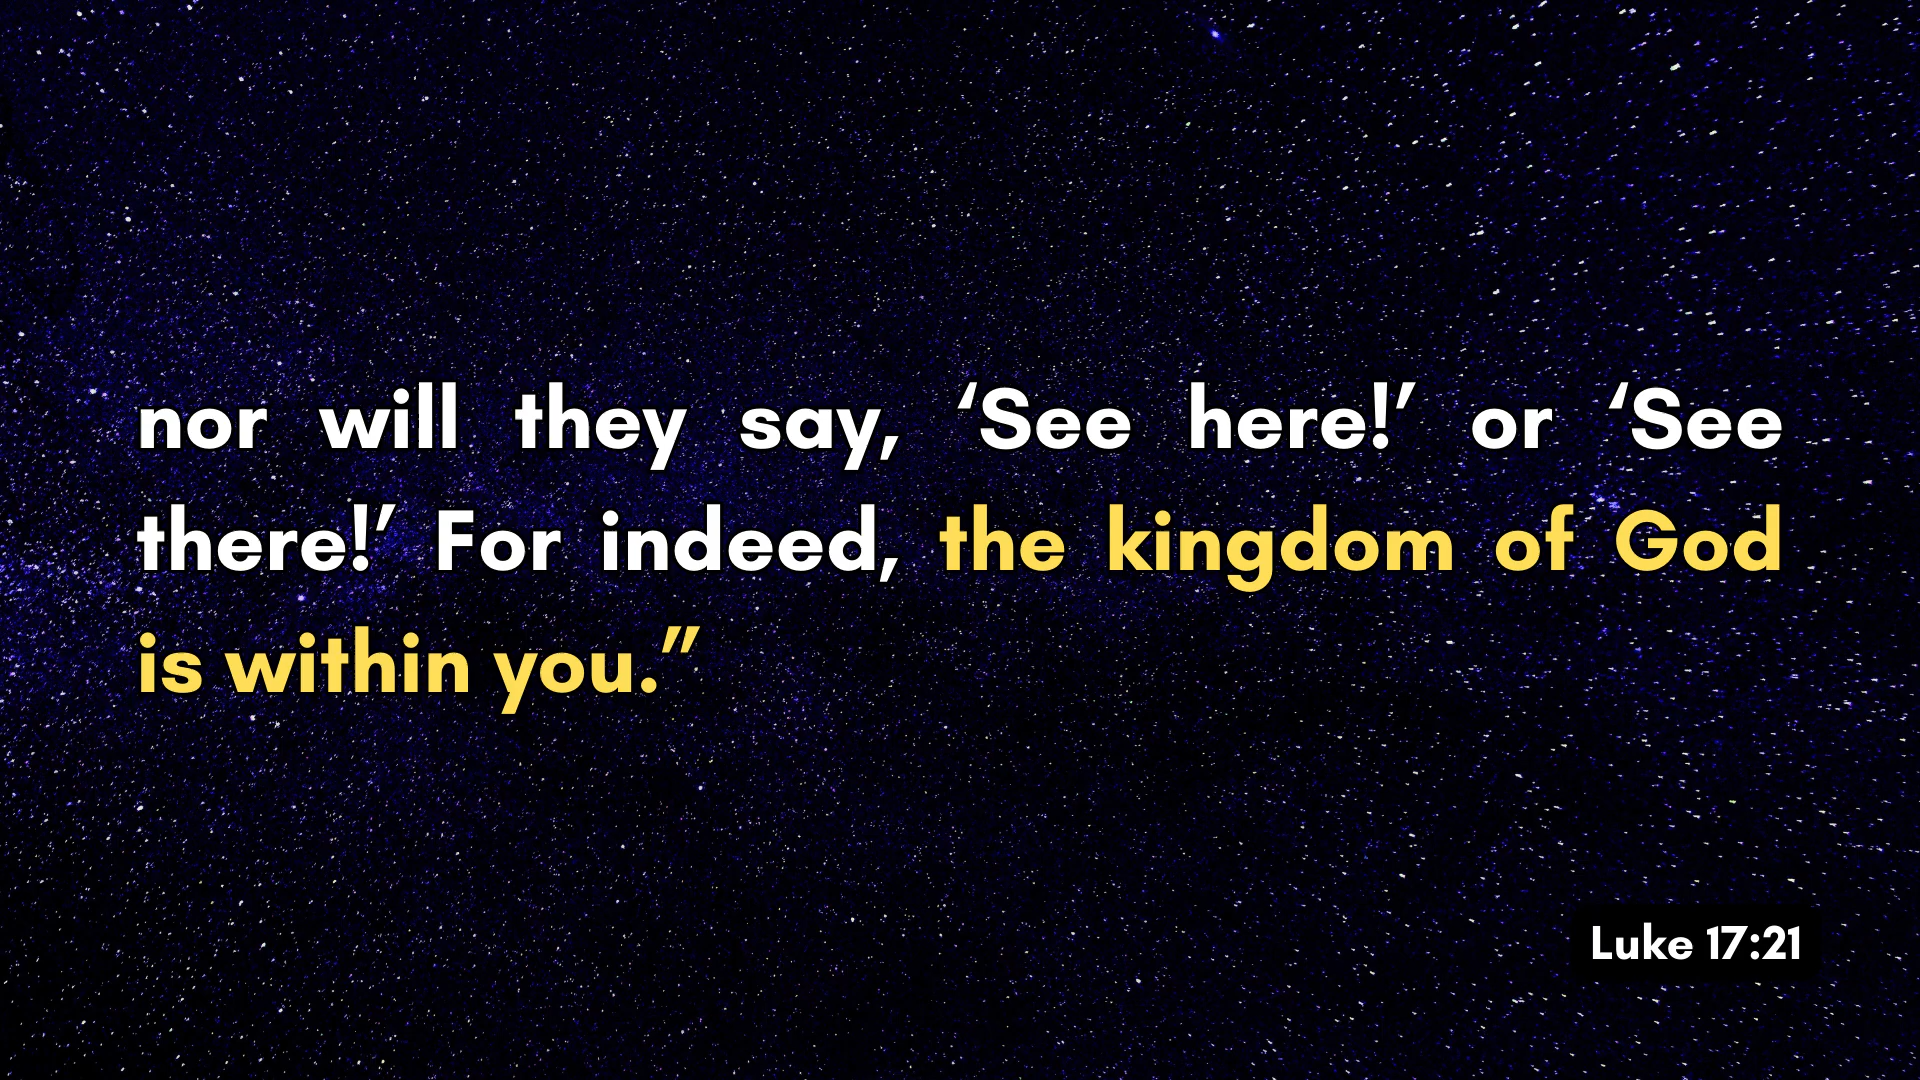 nor will they say, ‘See here!’ or ‘See
there!’ For indeed, the kingdom of God
is within you.”
Luke 17:21